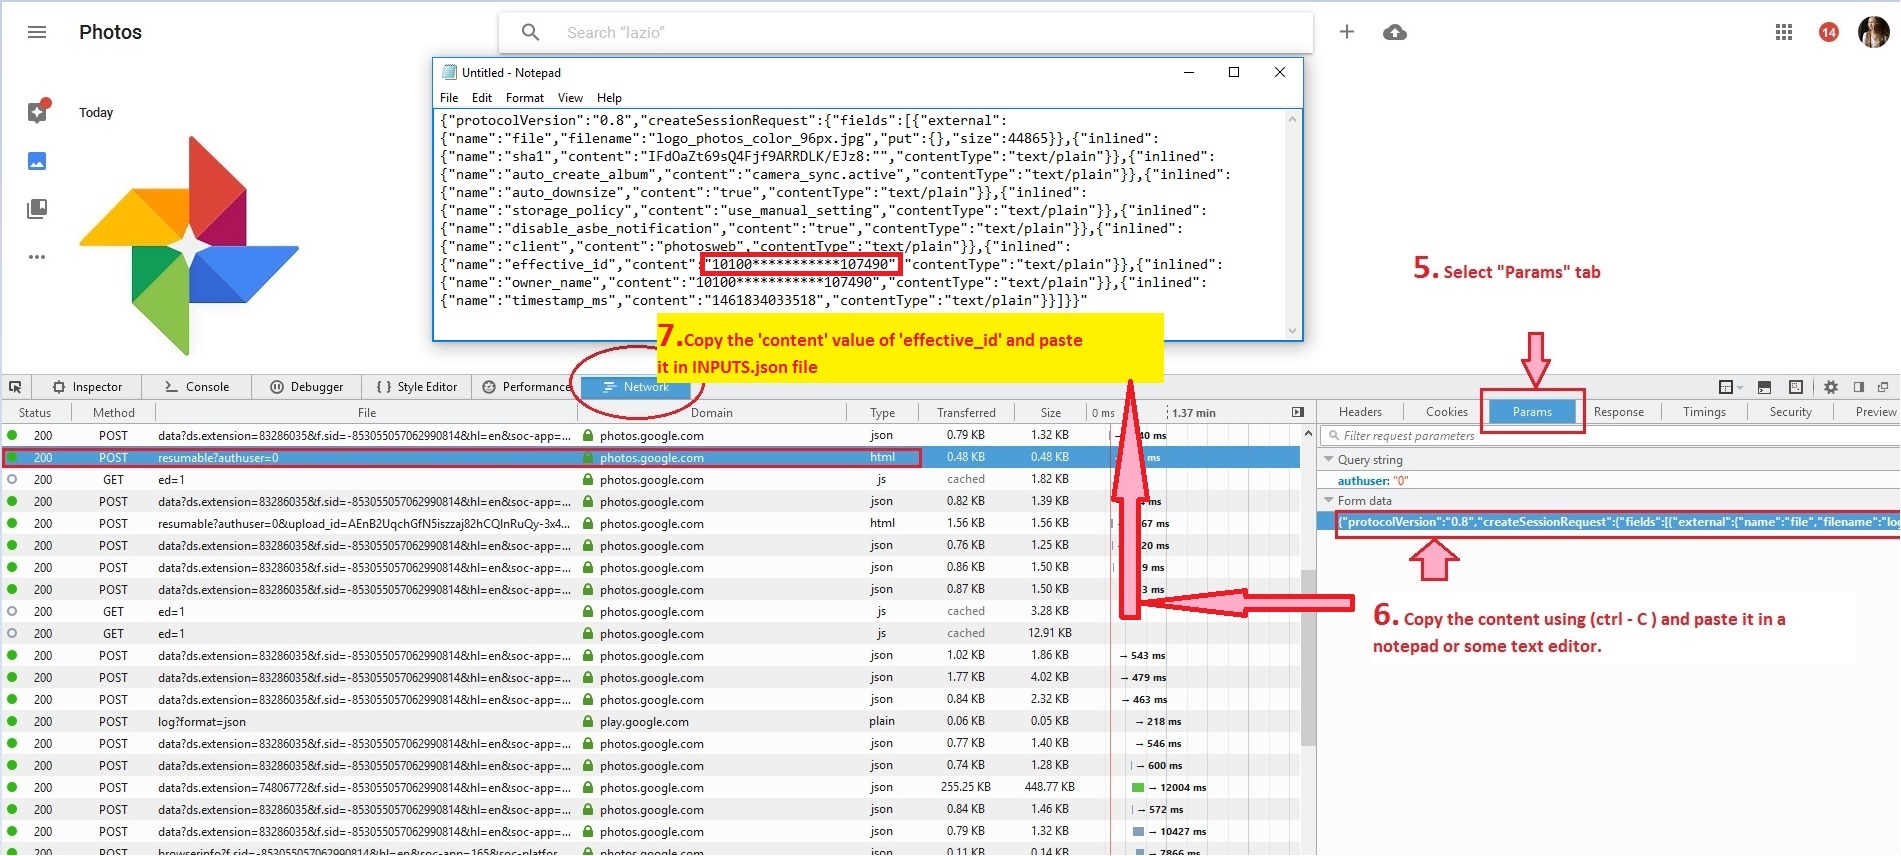 Photos
Search “lazio”
14
Today
Untitled - Notepad
File Edit Format View Help
{"protocolVersion":"0.8","createSessionRequest":{"fields":[{"external":
{"name":"file","filename":"logo_photos_color_96px.jpg","put":{},"size":44865}},{"inlined":
{"name":"sha1","content":"IFdOaZt69sQ4Fjf9ARRDLK/EJz8:"","contentType":"text/plain"}},{"inlined":
{"name":"auto_create_album","content":"camera_sync.active","contentType":"text/plain"}},{"inlined":
{"name":"auto_downsize","content":"true","contentType":"text/plain"}},{"inlined":
{"name":"storage_policy","content":"use_manual_setting","contentType":"text/plain"}},{"inlined":
{"name":"disable_asbe_notification","content":"true","contentType":"text/plain"}},{"inlined":
{"name":"client","content":"photosweb","contentType":"text/plain"}},{"inlined":
{"name":"effective_id","content":"10100***********107490","contentType":"text/plain"}},{"inlined":
{"name":"owner_name","content":"10100***********107490","contentType":"text/plain"}},{"inlined":
{"name":"timestamp_ms","content":"1461834033518","contentType":"text/plain"}}]}}"
5. Select "Params" tab
7.Copy the 'content' value of 'effective_id' and paste
it in INPUTS.json file
Inspector Console Debugger Style Editor Performance Network
Status Method File Domain Type Transferred Size 0 ms 1.37 min
Headers Cookies Params Response Timings Security Preview
200 POST data?ds.extension=83286035&f.sid=-853055057062990814&hl=en&soc-app=... photos.google.com json 0.79 KB 1.32 KB 40 ms
200 POST resumable?authuser=0 photos.google.com html 0.48 KB 0.48 KB ms
200 GET ed=1 photos.google.com js cached 1.82 KB
200 POST data?ds.extension=83286035&f.sid=-853055057062990814&hl=en&soc-app=... photos.google.com json 0.82 KB 1.39 KB ms
200 POST resumable?authuser=0&upload_id=AEnB2UqchGfN5iszzaj82hCQInRuQy-3x4... photos.google.com html 1.56 KB 1.56 KB 67 ms
200 POST data?ds.extension=83286035&f.sid=-853055057062990814&hl=en&soc-app=... photos.google.com json 0.76 KB 1.25 KB 20 ms
200 POST data?ds.extension=83286035&f.sid=-853055057062990814&hl=en&soc-app=... photos.google.com json 0.86 KB 1.50 KB 9 ms
200 POST data?ds.extension=83286035&f.sid=-853055057062990814&hl=en&soc-app=... photos.google.com json 0.87 KB 1.50 KB 3 ms
200 GET ed=1 photos.google.com js cached 3.28 KB
200 GET ed=1 photos.google.com js cached 12.91 KB
200 POST data?ds.extension=83286035&f.sid=-853055057062990814&hl=en&soc-app=... photos.google.com json 1.02 KB 1.86 KB → 543 ms
200 POST data?ds.extension=83286035&f.sid=-853055057062990814&hl=en&soc-app=... photos.google.com json 1.77 KB 4.02 KB → 479 ms
200 POST data?ds.extension=83286035&f.sid=-853055057062990814&hl=en&soc-app=... photos.google.com json 0.84 KB 2.32 KB → 463 ms
200 POST log?format=json play.google.com plain 0.06 KB 0.05 KB → 218 ms
200 POST data?ds.extension=83286035&f.sid=-853055057062990814&hl=en&soc-app=... photos.google.com json 0.77 KB 1.40 KB → 546 ms
200 POST data?ds.extension=83286035&f.sid=-853055057062990814&hl=en&soc-app=... photos.google.com json 0.74 KB 1.28 KB → 600 ms
200 POST data?ds.extension=74806772&f.sid=-853055057062990814&hl=en&soc-app=... photos.google.com json 255.25 KB 448.77 KB → 12004 ms
200 POST data?ds.extension=83286035&f.sid=-853055057062990814&hl=en&soc-app=... photos.google.com json 0.84 KB 1.46 KB → 572 ms
200 POST data?ds.extension=83286035&f.sid=-853055057062990814&hl=en&soc-app=... photos.google.com json 0.79 KB 1.32 KB → 10427 ms
200 POST browserinfo?f.sid=-853055057062990814&hl=en&soc-app=165&soc-platfor... photos.google.com json 0.11 KB 0.14 KB → 7866 ms
Filter request parameters
Query string
authuser: "0"
Form data
{"protocolVersion":"0.8","createSessionRequest":{"fields":[{"external":{"name":"file","filename":"loc
6. Copy the content using (ctrl - C ) and paste it in a
notepad or some text editor.